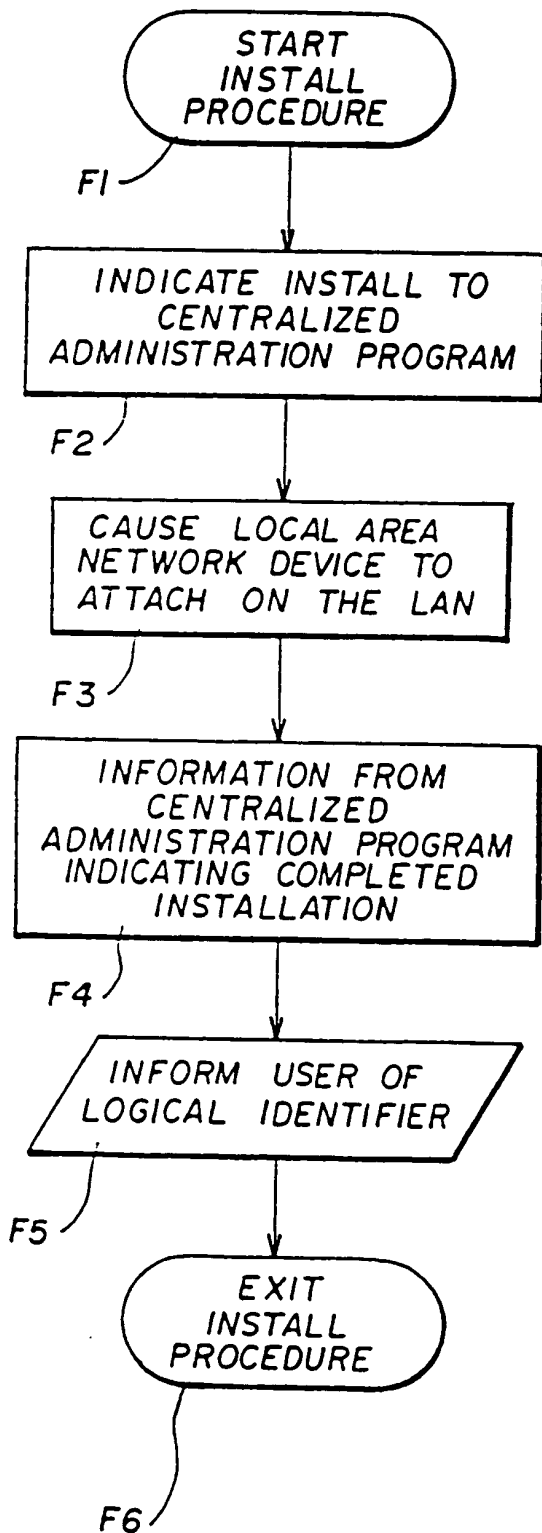 START
INSTALL
PROCEDURE
F1
INDICATE INSTALL TO
CENTRALIZED
ADMINISTRATION PROGRAM
F2
CAUSE LOCAL AREA
NETWORK DEVICE TO
ATTACH ON THE LAN
F3
INFORMATION FROM
CENTRALIZED
ADMINISTRATION PROGRAM
INDICATING COMPLETED
INSTALLATION
F4
INFORM USER OF
LOGICAL IDENTIFIER
F5
EXIT
INSTALL
PROCEDURE
F6